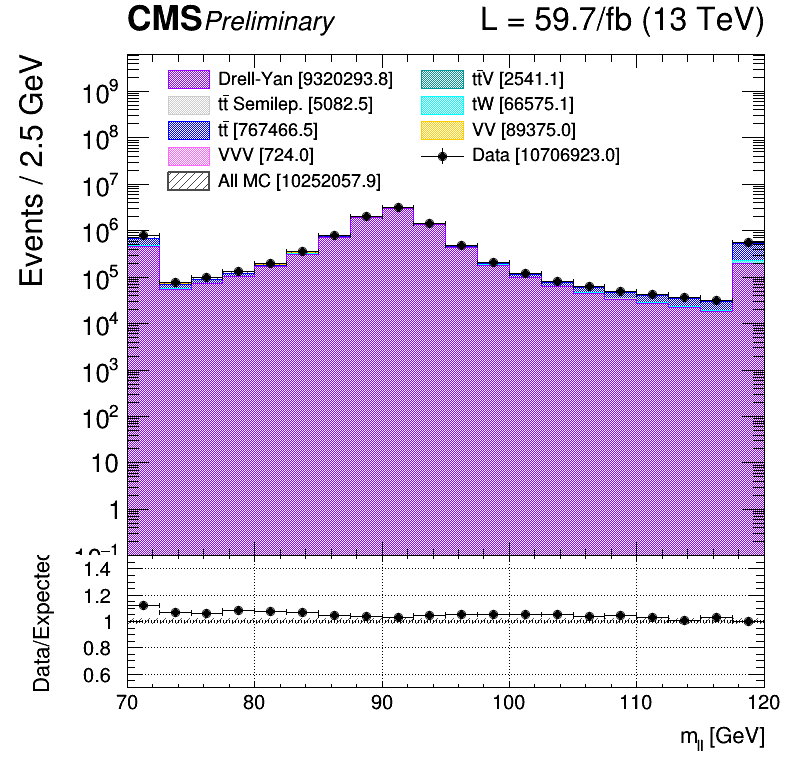 CMS Preliminary L = 59.7/fb (13 TeV)
Events / 2.5 GeV
Drell-Yan [9320293.8]
tt̄ Semilep. [5082.5]
tt̄ [767466.5]
VVV [724.0]
All MC [10252057.9]
tt̄V [2541.1]
tW [66575.1]
VV [89375.0]
Data [10706923.0]
10⁹
10⁸
10⁷
10⁶
10⁵
10⁴
10³
10²
10
1
10⁻¹
Data/Expected
1.4
1.2
1
0.8
0.6
70 80 90 100 110 120
m_ll [GeV]